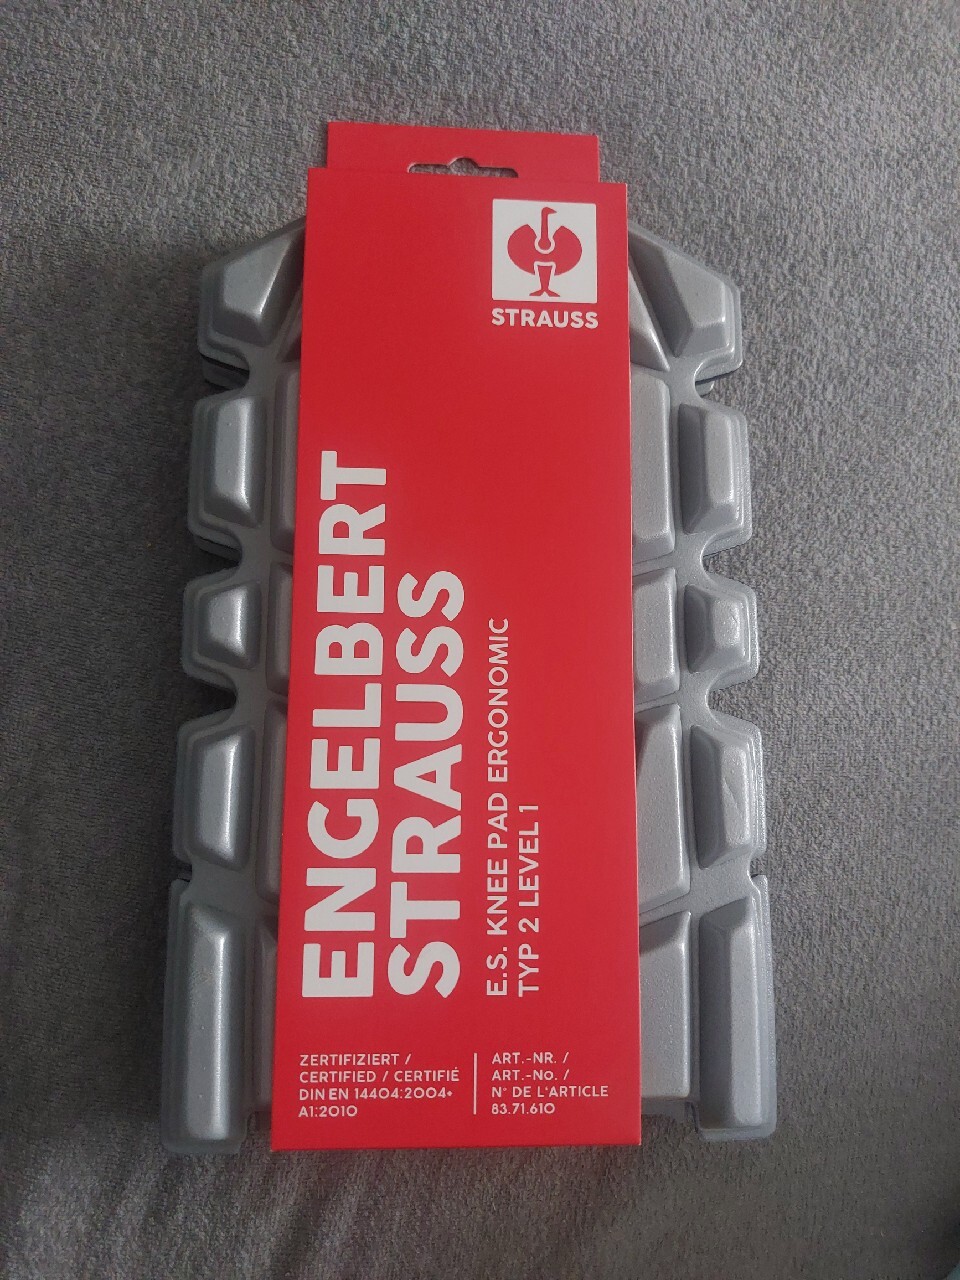 STRAUSS
ENGELBERT
STRAUSS
E.S. KNEE PAD ERGONOMIC
TYP 2 LEVEL 1
ZERTIFIZIERT /
CERTIFIED / CERTIFIÉ
DIN EN 14404:2004+
A1:2010
ART.-NR. /
ART.-No. /
N° DE L'ARTICLE
83.71.610